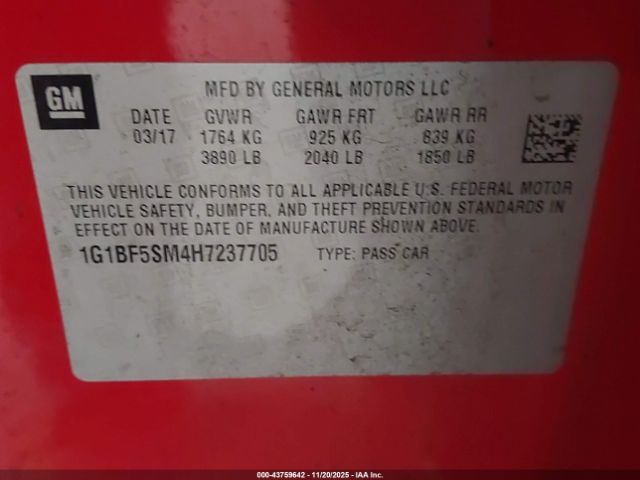 GM
MFD BY GENERAL MOTORS LLC
DATE GVWR GAWR FRT GAWR RR
03/17 1764 KG 925 KG 839 KG
3890 LB 2040 LB 1850 LB
THIS VEHICLE CONFORMS TO ALL APPLICABLE U.S. FEDERAL MOTOR
VEHICLE SAFETY, BUMPER, AND THEFT PREVENTION STANDARDS IN
EFFECT ON THE DATE OF MANUFACTURE SHOWN ABOVE.
1G1BF5SM4H7237705 TYPE: PASS CAR
000-43759642 - 11/20/2025 - IAA Inc.